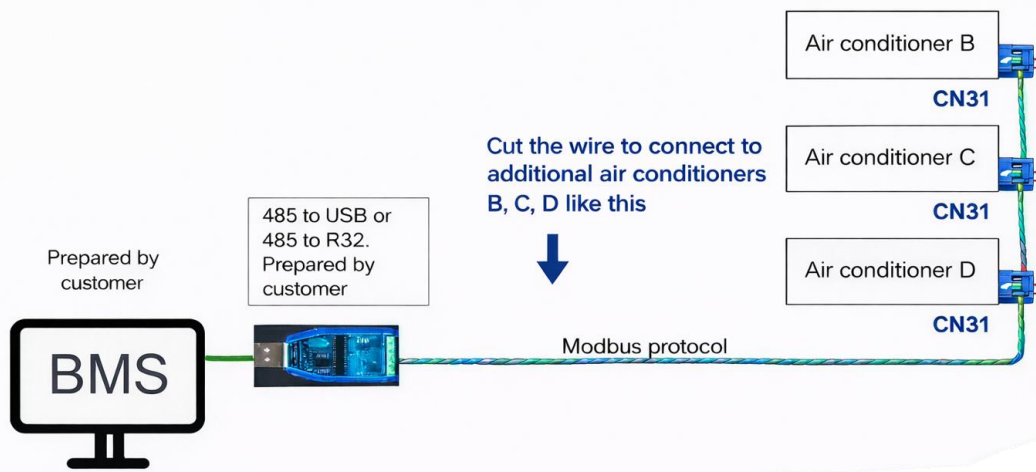 Air conditioner B
CN31
Cut the wire to connect to
additional air conditioners
B, C, D like this
Air conditioner C
CN31
485 to USB or
485 to R32.
Prepared by
customer
Prepared by
customer
Air conditioner D
CN31
Modbus protocol
BMS